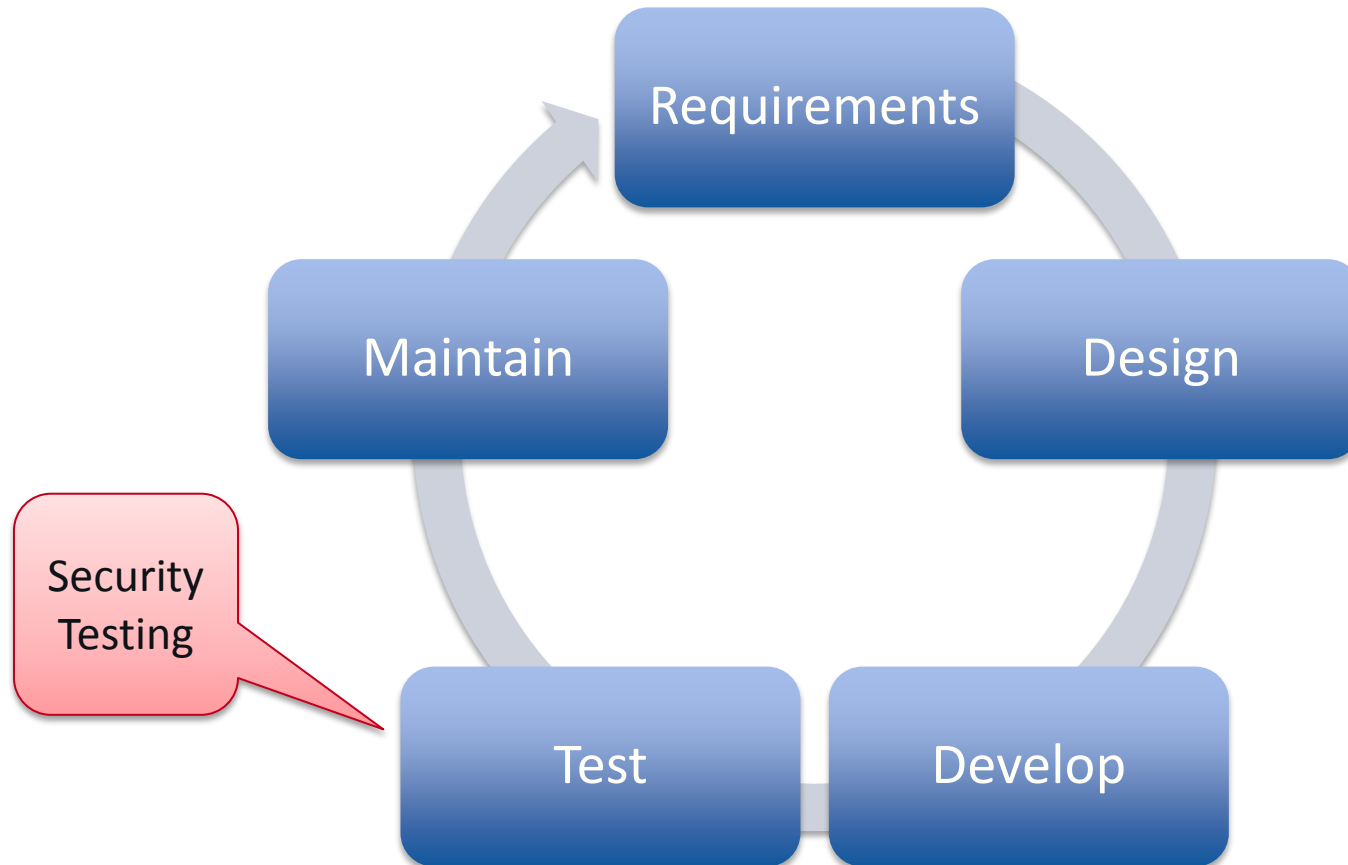 Requirements
Maintain
Design
Security
Testing
Test
Develop